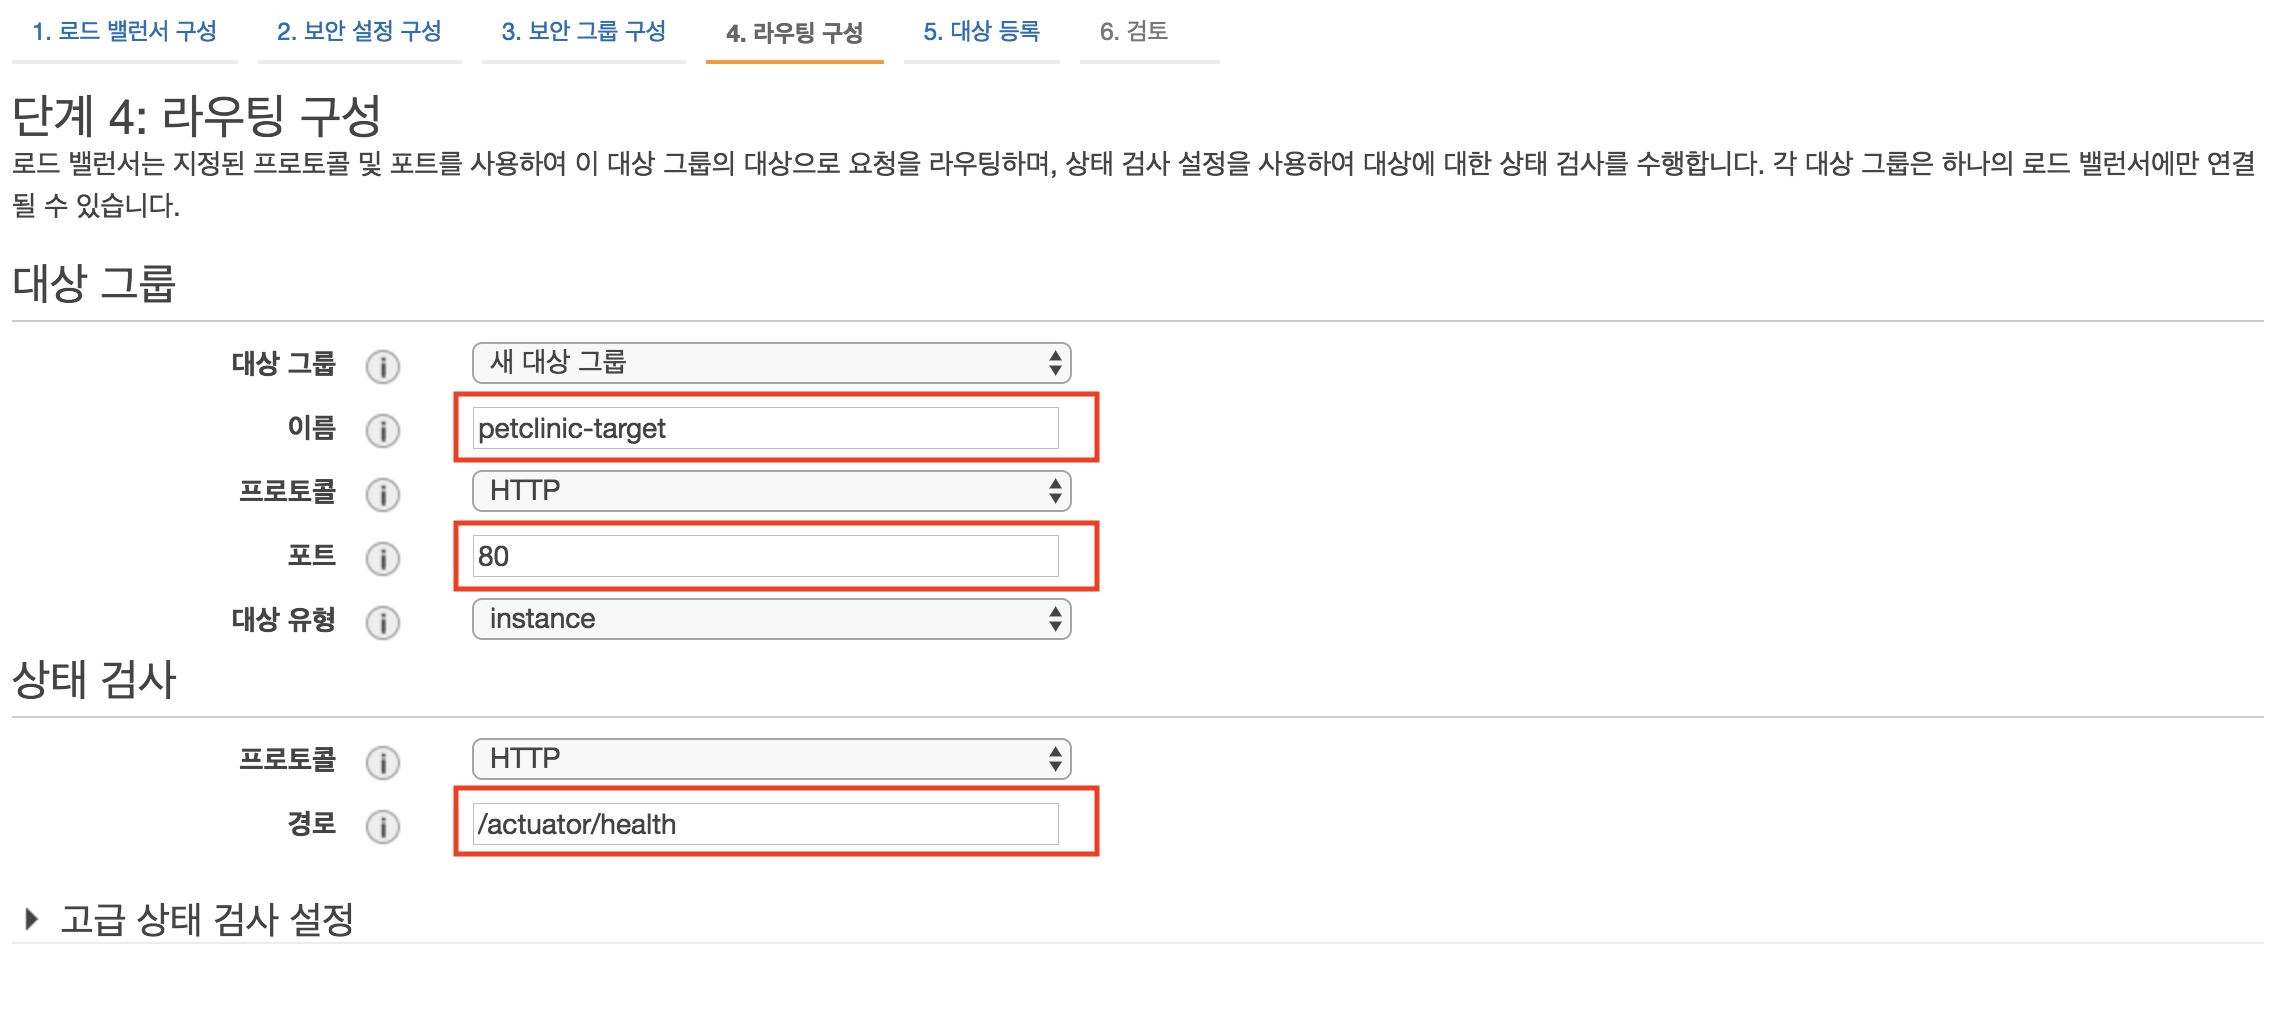 1. 로드 밸런서 구성 2. 보안 설정 구성 3. 보안 그룹 구성 4. 라우팅 구성 5. 대상 등록 6. 검토
단계 4: 라우팅 구성
로드 밸런서는 지정된 프로토콜 및 포트를 사용하여 이 대상 그룹의 대상으로 요청을 라우팅하며, 상태 검사 설정을 사용하여 대상에 대한 상태 검사를 수행합니다. 각 대상 그룹은 하나의 로드 밸런서에만 연결
될 수 있습니다.
대상 그룹
대상 그룹 i 새 대상 그룹
이름 i petclinic-target
프로토콜 i HTTP
포트 i 80
대상 유형 i instance
상태 검사
프로토콜 i HTTP
경로 i /actuator/health
고급 상태 검사 설정